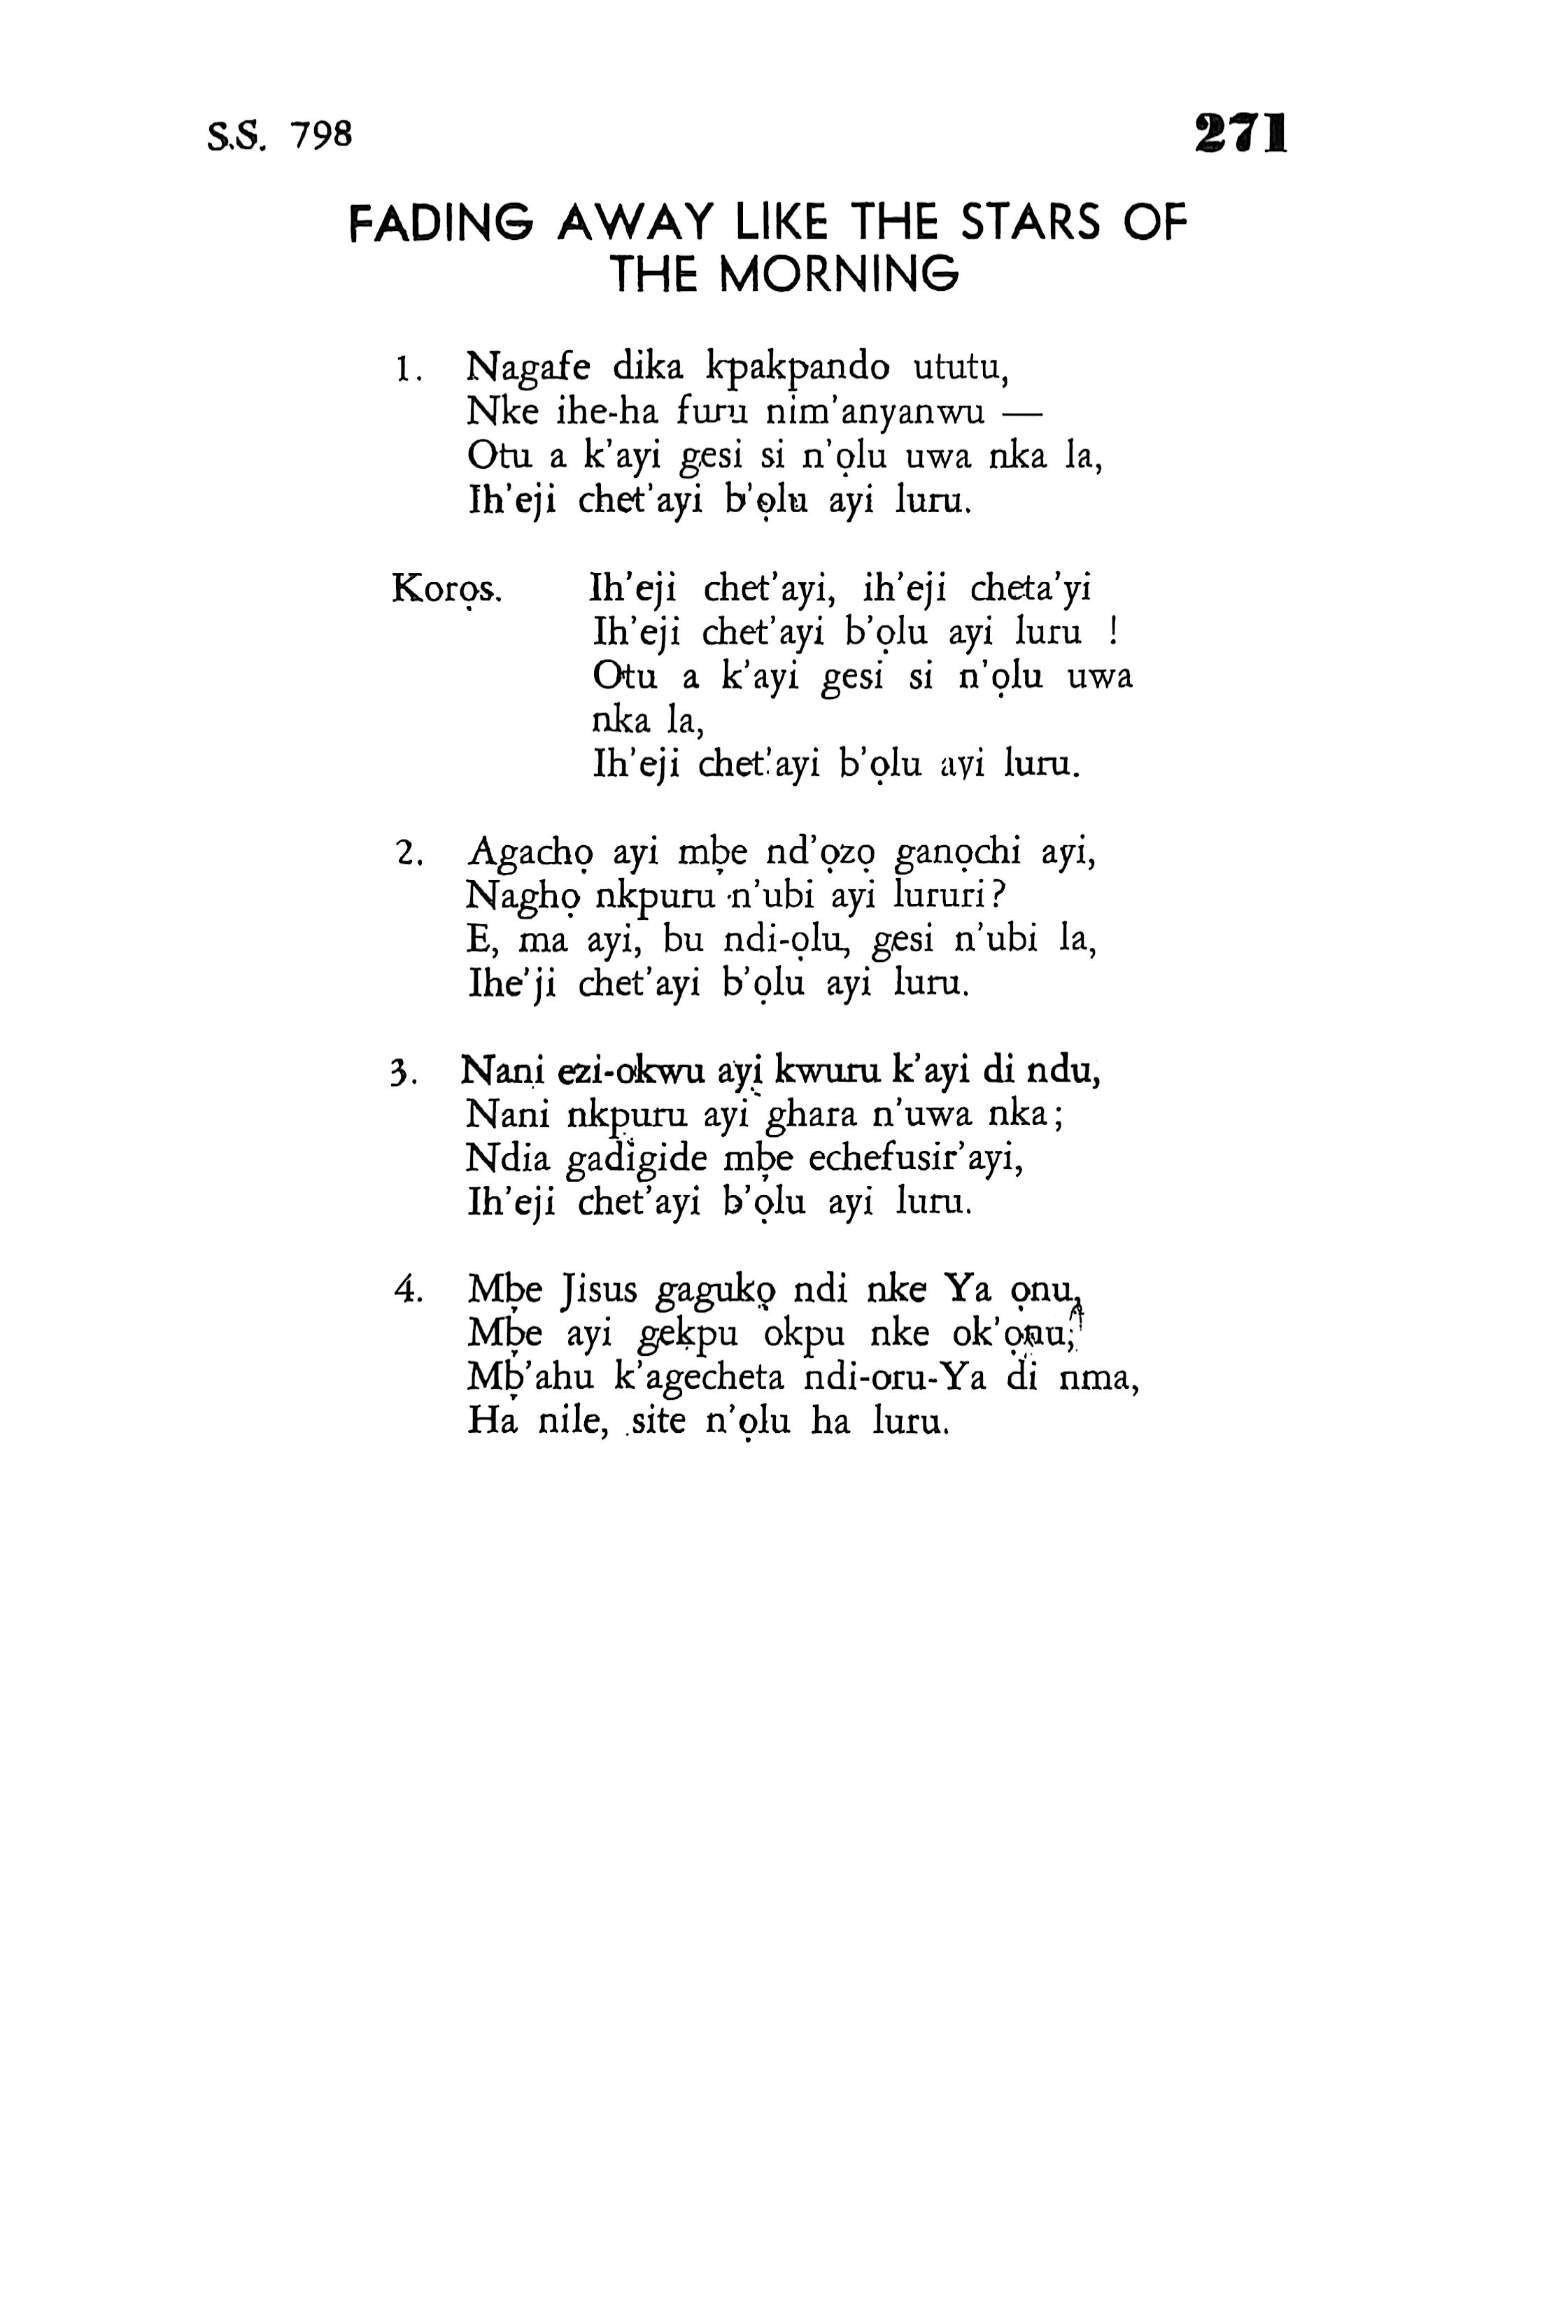 S.S. 798 271
FADING AWAY LIKE THE STARS OF
THE MORNING
1. Nagafe dika kpakpando ututu,
Nke ihe-ha furu nim'anyanwu —
Otu a k'ayi gesi si n'ọlu uwa nka la,
Ih'eji chet'ayi b'ọlu ayi luru.
Korọs. Ih'eji chet'ayi, ih'eji cheta'yi
Ih'eji chet'ayi b'ọlu ayi luru !
Otu a k'ayi gesi si n'ọlu uwa
nka la,
Ih'eji chet'ayi b'ọlu ayi luru.
2. Agachọ ayi mḅe nd'ọzọ ganọchi ayi,
Naghọ nkpuru n'ubi ayi lururi?
E, ma ayi, bu ndi-ọlu, gesi n'ubi la,
Ihe'ji chet'ayi b'ọlu ayi luru.
3. Nani ezi-okwu ayi kwuru k'ayi di ndu,
Nani nkpuru ayi ghara n'uwa nka;
Ndia gadigide mḅe echefusir'ayi,
Ih'eji chet'ayi b'ọlu ayi luru.
4. Mḅe Jisus gagukọ ndi nke Ya ọnu,
Mḅe ayi gekpu okpu nke ok'ọnu;
Mḅ'ahu k'agecheta ndi-oru-Ya di nma,
Ha nile, site n'ọlu ha luru.